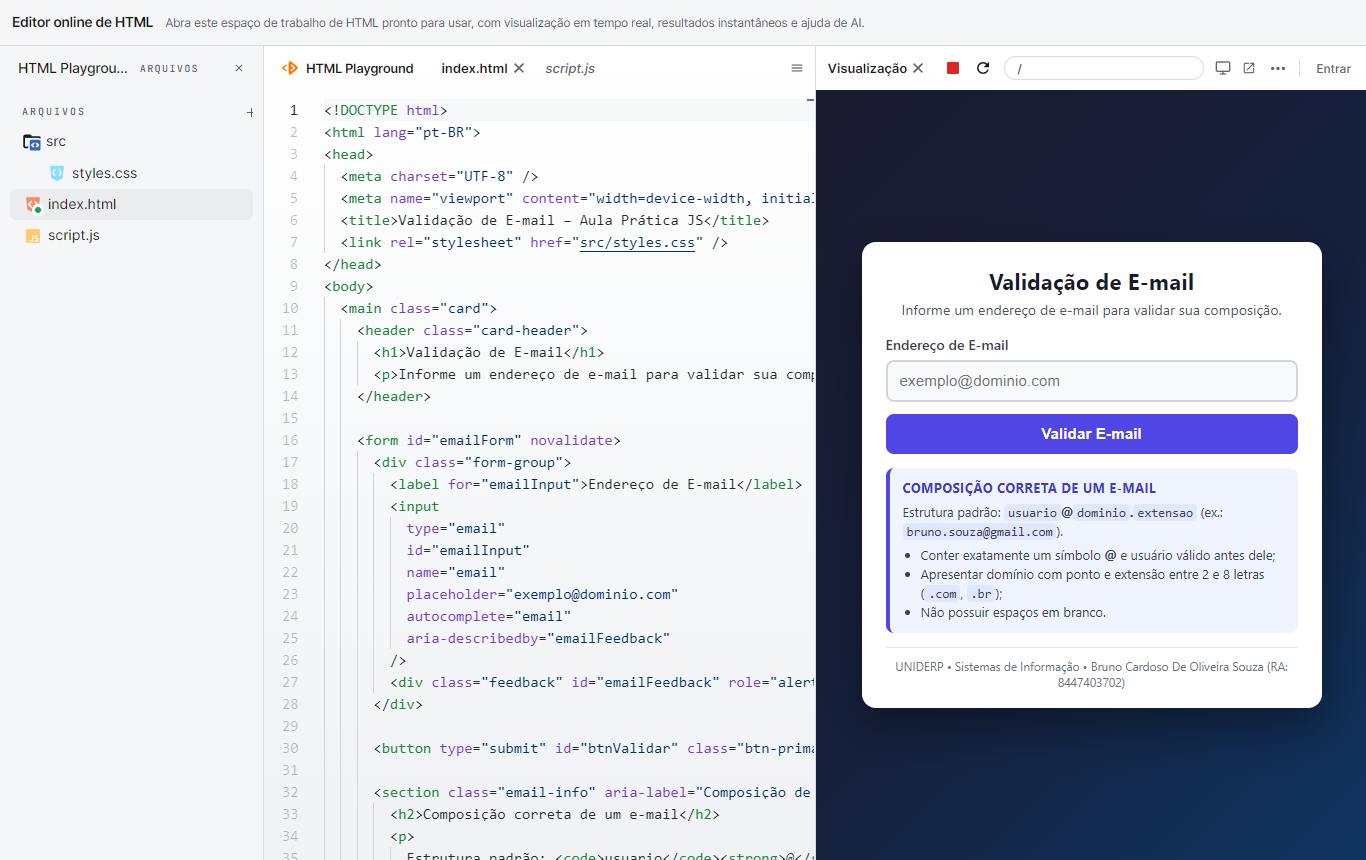 Editor online de HTML Abra este espaço de trabalho de HTML pronto para usar, com visualização em tempo real, resultados instantâneos e ajuda de AI.
HTML Playgrou... ARQUIVOS ×
ARQUIVOS +
src
styles.css
index.html
script.js
HTML Playground index.html × script.js
1 <!DOCTYPE html>
2 <html lang="pt-BR">
3 <head>
4 <meta charset="UTF-8" />
5 <meta name="viewport" content="width=device-width, initial
6 <title>Validação de E-mail – Aula Prática JS</title>
7 <link rel="stylesheet" href="src/styles.css" />
8 </head>
9 <body>
10 <main class="card">
11 <header class="card-header">
12 <h1>Validação de E-mail</h1>
13 <p>Informe um endereço de e-mail para validar sua comp
14 </header>
15
16 <form id="emailForm" novalidate>
17 <div class="form-group">
18 <label for="emailInput">Endereço de E-mail</label>
19 <input
20 type="email"
21 id="emailInput"
22 name="email"
23 placeholder="exemplo@dominio.com"
24 autocomplete="email"
25 aria-describedby="emailFeedback"
26 />
27 <div class="feedback" id="emailFeedback" role="alert
28 </div>
29
30 <button type="submit" id="btnValidar" class="btn-prima
31
32 <section class="email-info" aria-label="Composição de
33 <h2>Composição correta de um e-mail</h2>
34 <p>
35 Estrutura padrão: <code>usuario</code><strong>@</s
Visualização × / Entrar
Validação de E-mail
Informe um endereço de e-mail para validar sua composição.
Endereço de E-mail
exemplo@dominio.com
Validar E-mail
COMPOSIÇÃO CORRETA DE UM E-MAIL
Estrutura padrão: usuario@dominio.extensao (ex.:
bruno.souza@gmail.com).
• Conter exatamente um símbolo @ e usuário válido antes dele;
• Apresentar domínio com ponto e extensão entre 2 e 8 letras
(.com, .br);
• Não possuir espaços em branco.
UNIDERP • Sistemas de Informação • Bruno Cardoso De Oliveira Souza (RA:
8447403702)